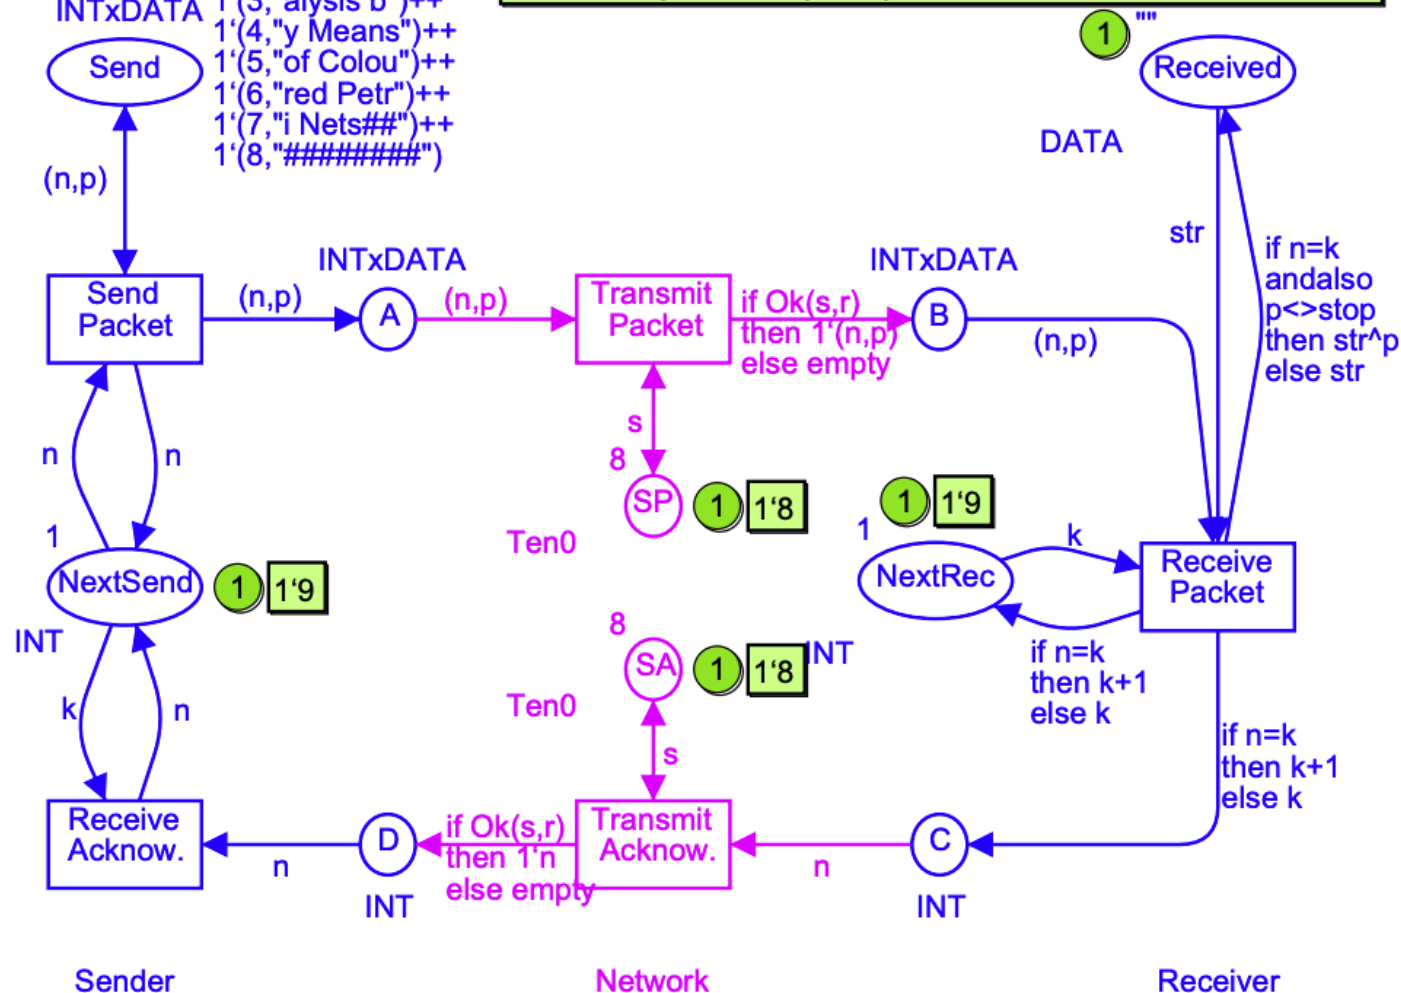 INTxDATA
1‘(3,"alysis b")++
1‘(4,"y Means")++
1‘(5,"of Colou")++
1‘(6,"red Petr")++
1‘(7,"i Nets##")++
1‘(8,"########")
Send
(n,p)
1
""
Received
DATA
str
if n=k
andalso
p<>stop
then str^p
else str
Send
Packet
(n,p)
INTxDATA
A
(n,p)
Transmit
Packet
if Ok(s,r)
then 1‘(n,p)
else empty
INTxDATA
B
(n,p)
n
n
s
8
SP
1
1‘8
Ten0
1
NextSend
1
1‘9
INT
1
1‘9
1
NextRec
k
Receive
Packet
INT
if n=k
then k+1
else k
8
SA
1
1‘8
Ten0
s
k
n
if n=k
then k+1
else k
Receive
Acknow.
n
D
INT
if Ok(s,r)
then 1‘n
else empty
Transmit
Acknow.
n
C
INT
Sender
Network
Receiver